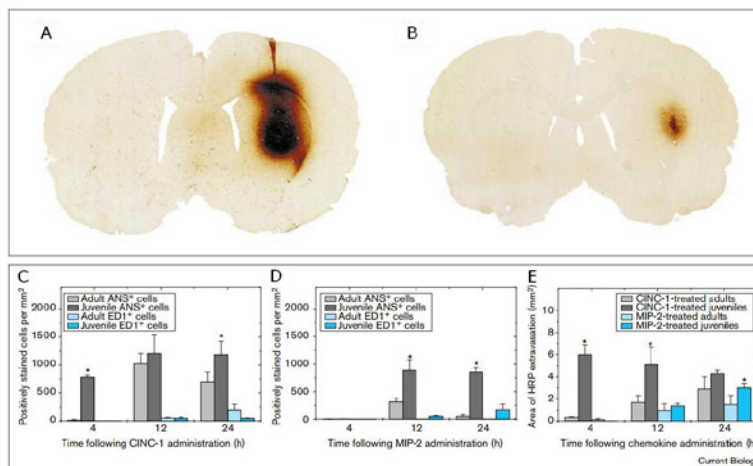 A
B
C
Adult ANS⁺ cells
Juvenile ANS⁺ cells
Adult ED1⁺ cells
Juvenile ED1⁺ cells
Positively stained cells per mm²
2000
1500
1000
500
0
4
12
24
Time following CINC-1 administration (h)
D
Adult ANS⁺ cells
Juvenile ANS⁺ cells
Adult ED1⁺ cells
Juvenile ED1⁺ cells
Positively stained cells per mm²
2000
1500
1000
500
0
4
12
24
Time following MIP-2 administration (h)
E
CINC-1-treated adults
CINC-1-treated juveniles
MIP-2-treated adults
MIP-2-treated juveniles
Area of HRP extravasation (mm²)
8
6
4
2
0
4
12
24
Time following chemokine administration (h)